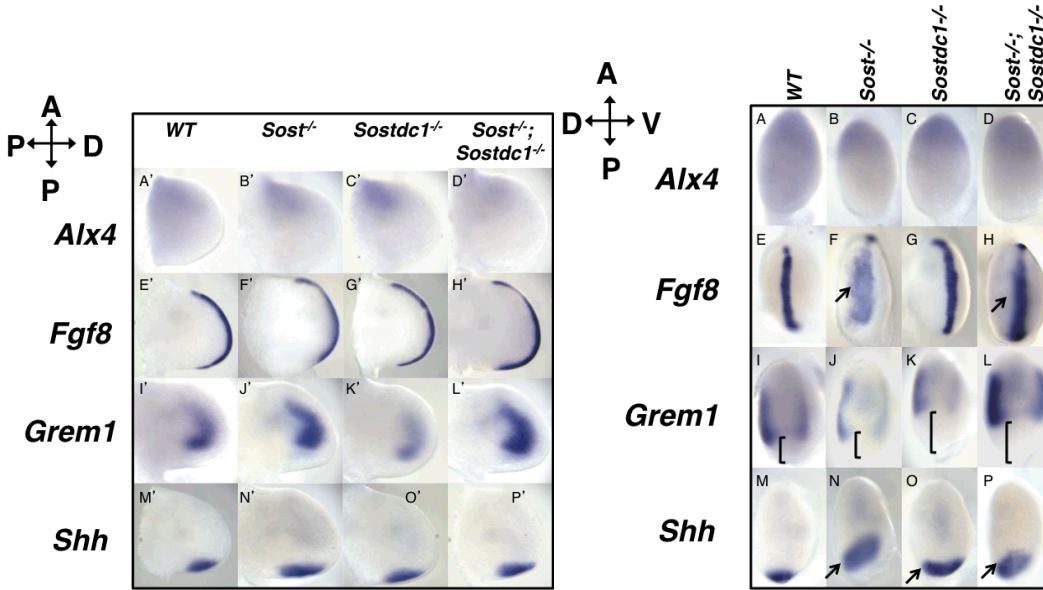 A
P D
P
WT Sost-/- Sostdc1-/- Sost-/-;
Sostdc1-/-
A' B' C' D'
Alx4
E' F' G' H'
Fgf8
I' J' K' L'
Grem1
M' N' O' P'
Shh
A
D V
P
WT Sost-/- Sostdc1-/- Sost-/-;
Sostdc1-/-
A B C D
Alx4
E F G H
Fgf8
I J K L
Grem1
M N O P
Shh